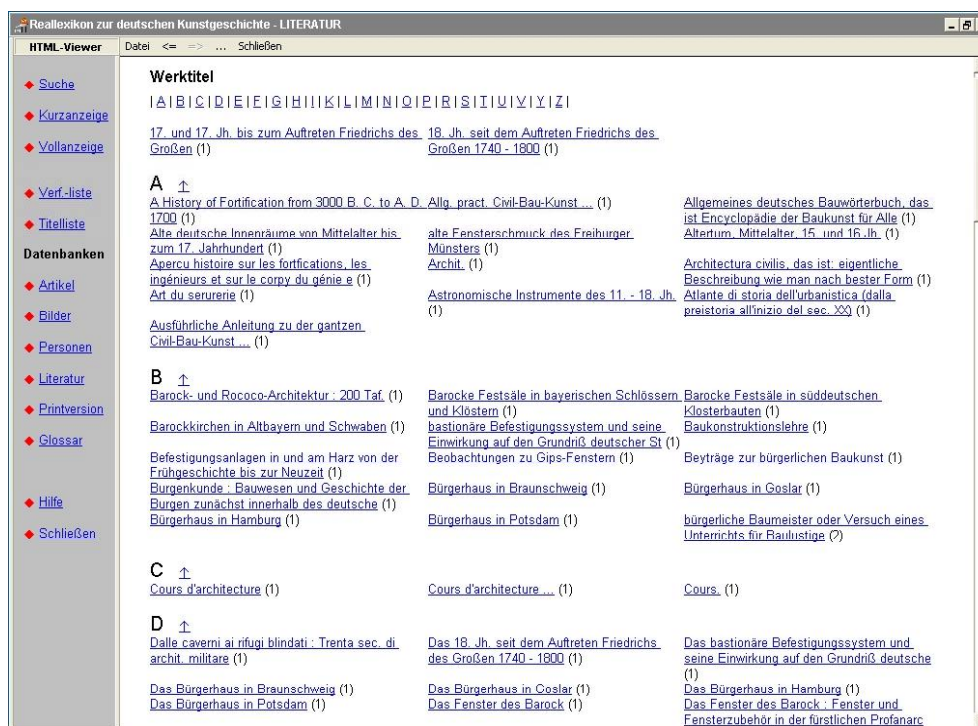 Reallexikon zur deutschen Kunstgeschichte - LITERATUR
HTML-Viewer
Datei <= => ... Schließen
Suche
Kurzanzeige
Vollanzeige
Verf.-liste
Titelliste
Datenbanken
Artikel
Bilder
Personen
Literatur
Printversion
Glossar
Hilfe
Schließen
Werktitel
| A | B | C | D | E | F | G | H | I | K | L | M | N | O | P | R | S | T | U | V | Y | Z |
17. und 17. Jh. bis zum Auftreten Friedrichs des
Großen (1)
18. Jh. seit dem Auftreten Friedrichs des
Großen 1740 - 1800 (1)
A ↑
A History of Fortification from 3000 B. C. to A. D.
1700 (1)
Allg. pract. Civil-Bau-Kunst ... (1)
Allgemeines deutsches Bauwörterbuch, das
ist Encyclopädie der Baukunst für Alle (1)
Alte deutsche Innenräume von Mittelalter bis
zum 17. Jahrhundert (1)
alte Fensterschmuck des Freiburger
Münsters (1)
Altertum, Mittelalter, 15. und 16.Jh. (1)
Apercu histoire sur les fortfications, les
ingénieurs et sur le corpy du génie e (1)
Archit. (1)
Architectura civilis, das ist: eigentliche
Beschreibung wie man nach bester Form (1)
Art du serurerie (1)
Astronomische Instrumente des 11. - 18. Jh.
(1)
Atlante di storia dell'urbanistica (dalla
preistoria all'inizio del sec. XX) (1)
Ausführliche Anleitung zu der gantzen
Civil-Bau-Kunst ... (1)
B ↑
Barock- und Rococo-Architektur : 200 Taf. (1)
Barocke Festsäle in bayerischen Schlössern
und Klöstern (1)
Barocke Festsäle in süddeutschen
Klosterbauten (1)
Barockkirchen in Altbayern und Schwaben (1)
bastionäre Befestigungssystem und seine
Einwirkung auf den Grundriß deutscher St (1)
Baukonstruktionslehre (1)
Befestigungsanlagen in und am Harz von der
Frühgeschichte bis zur Neuzeit (1)
Beobachtungen zu Gips-Fenstern (1)
Beyträge zur bürgerlichen Baukunst (1)
Burgenkunde : Bauwesen und Geschichte der
Burgen zunächst innerhalb des deutsche (1)
Bürgerhaus in Braunschweig (1)
Bürgerhaus in Goslar (1)
Bürgerhaus in Hamburg (1)
Bürgerhaus in Potsdam (1)
bürgerliche Baumeister oder Versuch eines
Unterrichts für Baulustige (2)
C ↑
Cours d'architecture (1)
Cours d'architecture ... (1)
Cours. (1)
D ↑
Dalle caverni ai rifugi blindati : Trenta sec. di
archit. militare (1)
Das 18. Jh. seit dem Auftreten Friedrichs
des Großen 1740 - 1800 (1)
Das bastionäre Befestigungssystem und
seine Einwirkung auf den Grundriß deutsche
(1)
Das Bürgerhaus in Braunschweig (1)
Das Bürgerhaus in Goslar (1)
Das Bürgerhaus in Hamburg (1)
Das Bürgerhaus in Potsdam (1)
Das Fenster des Barock (1)
Das Fenster des Barock : Fenster und
Fensterzubehör in der fürstlichen Profanarc